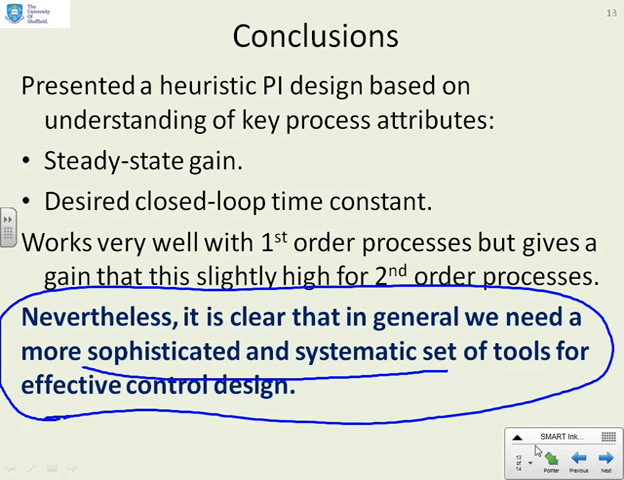 The
University
Of
Sheffield.
13
Conclusions
Presented a heuristic PI design based on
understanding of key process attributes:
• Steady-state gain.
• Desired closed-loop time constant.
Works very well with 1st order processes but gives a
gain that this slightly high for 2nd order processes.
Nevertheless, it is clear that in general we need a
more sophisticated and systematic set of tools for
effective control design.
SMART Ink...
13
of
14
Pointer Previous Next